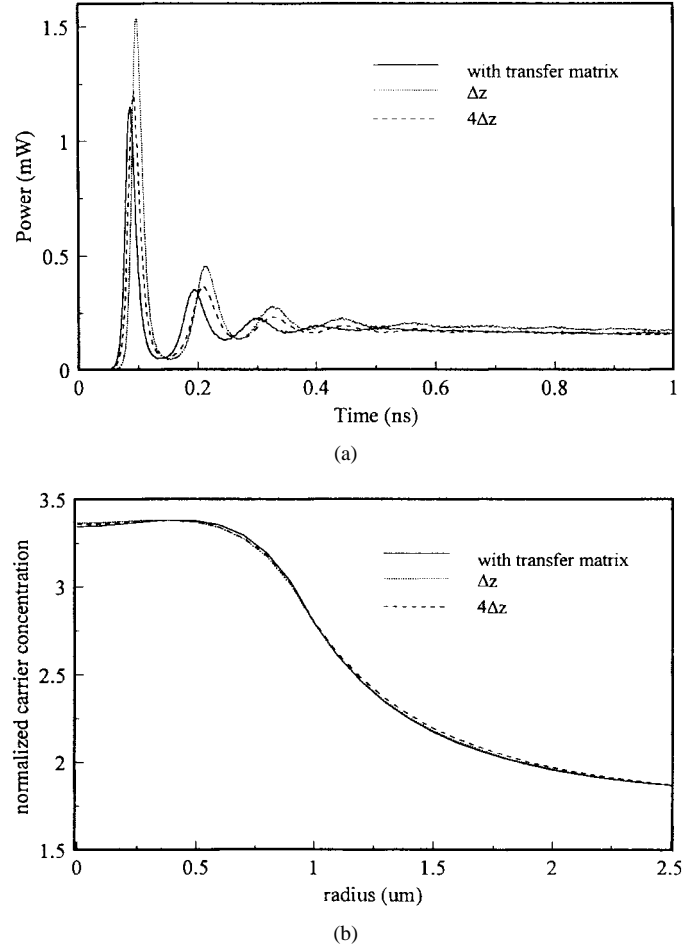 1.5
1
0.5
0
Power (mW)
with transfer matrix
Δz
4Δz
0 0.2 0.4 0.6 0.8 1
Time (ns)
(a)
3.5
3
2.5
2
1.5
normalized carrier concentration
with transfer matrix
Δz
4Δz
0 0.5 1 1.5 2 2.5
radius (um)
(b)